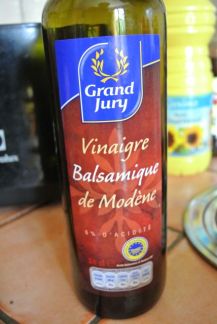 Grand
Jury
Vinaigre
Balsamique
de Modène
6% D'ACIDITÉ